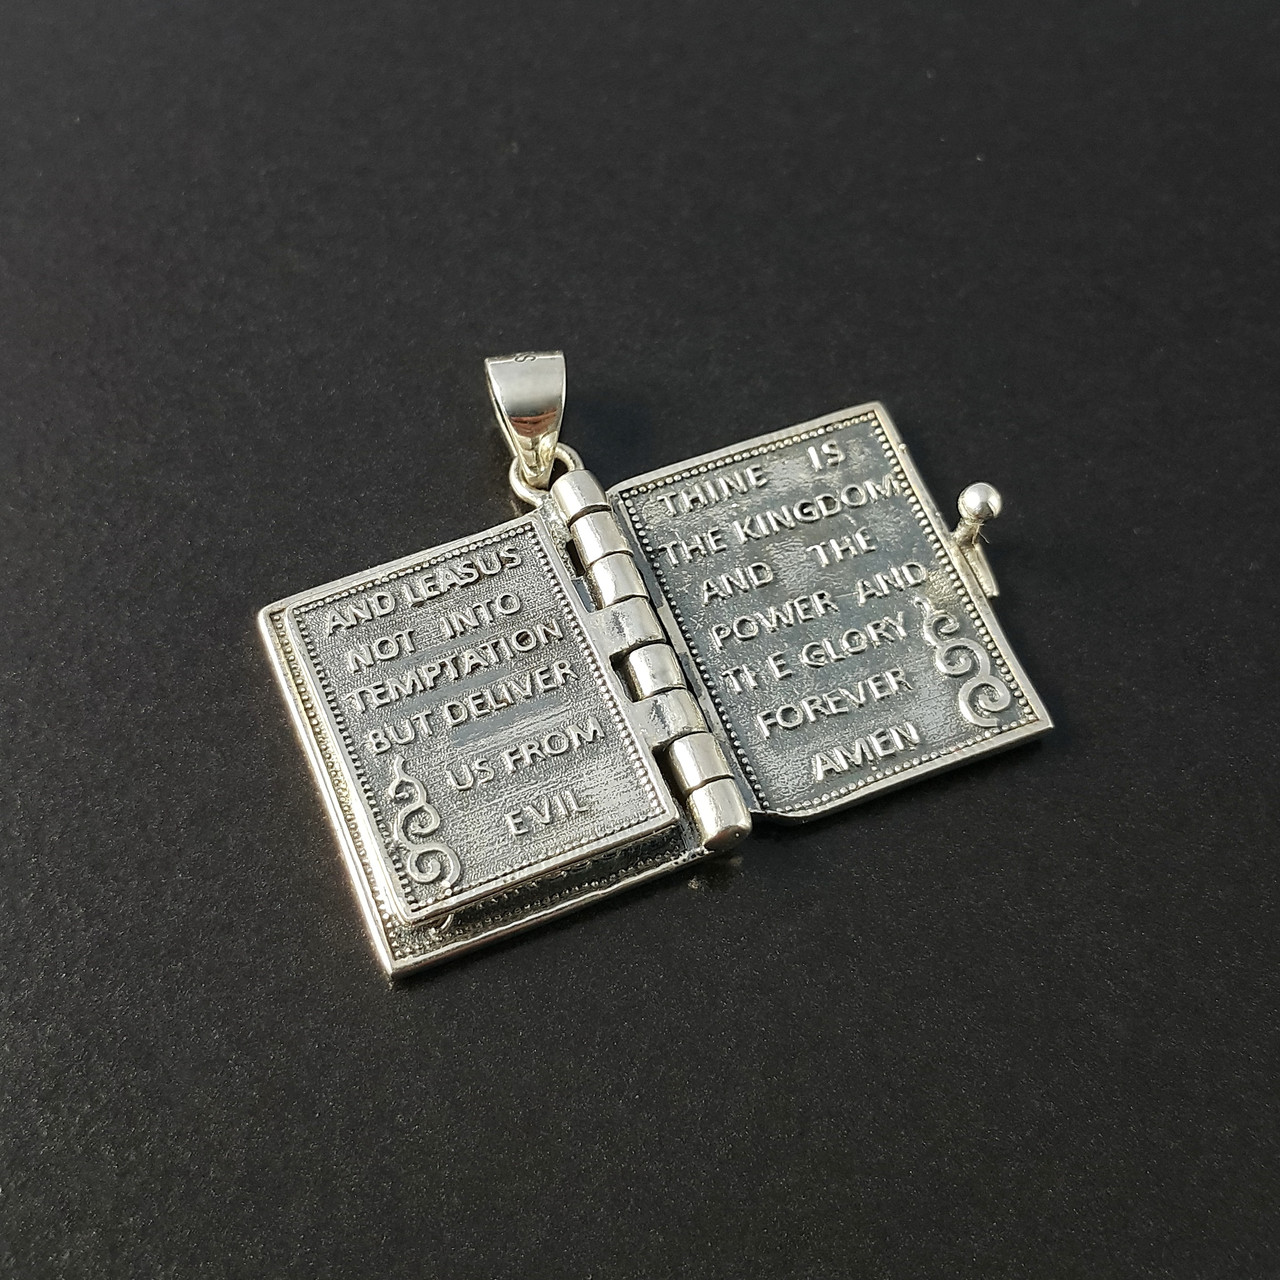 AND LEASUS
NOT INTO
TEMPTATION
BUT DELIVER
US FROM
EVIL
THINE IS
THE KINGDOM
AND THE
POWER AND
THE GLORY
FOREVER
AMEN